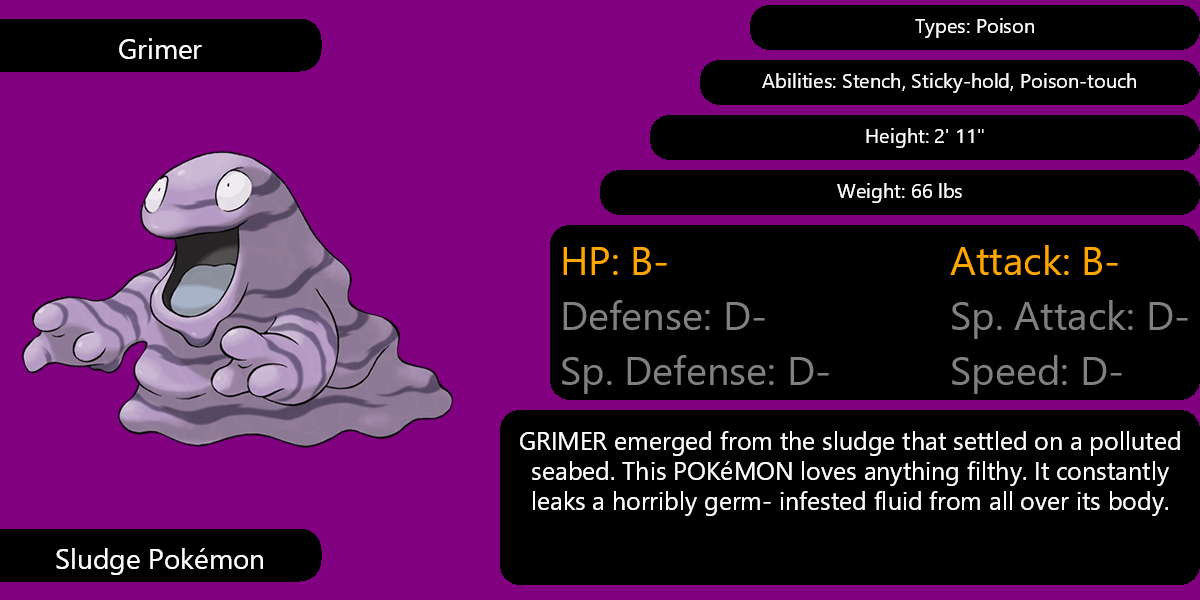 Grimer
Types: Poison
Abilities: Stench, Sticky-hold, Poison-touch
Height: 2' 11"
Weight: 66 lbs
HP: B- Attack: B-
Defense: D- Sp. Attack: D-
Sp. Defense: D- Speed: D-
GRIMER emerged from the sludge that settled on a polluted
seabed. This POKéMON loves anything filthy. It constantly
leaks a horribly germ- infested fluid from all over its body.
Sludge Pokémon